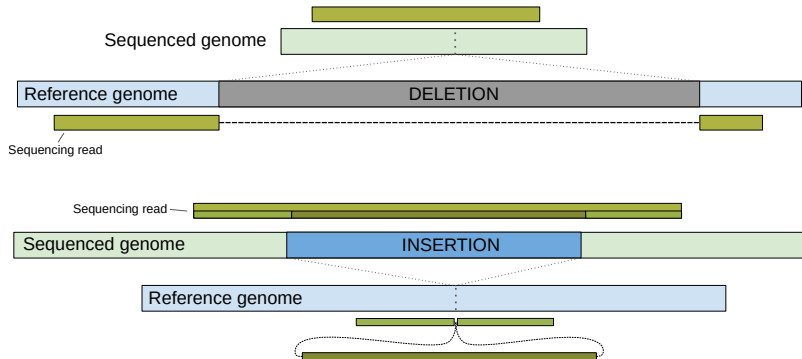 Sequenced genome
Reference genome
DELETION
Sequencing read
Sequencing read
Sequenced genome
INSERTION
Reference genome